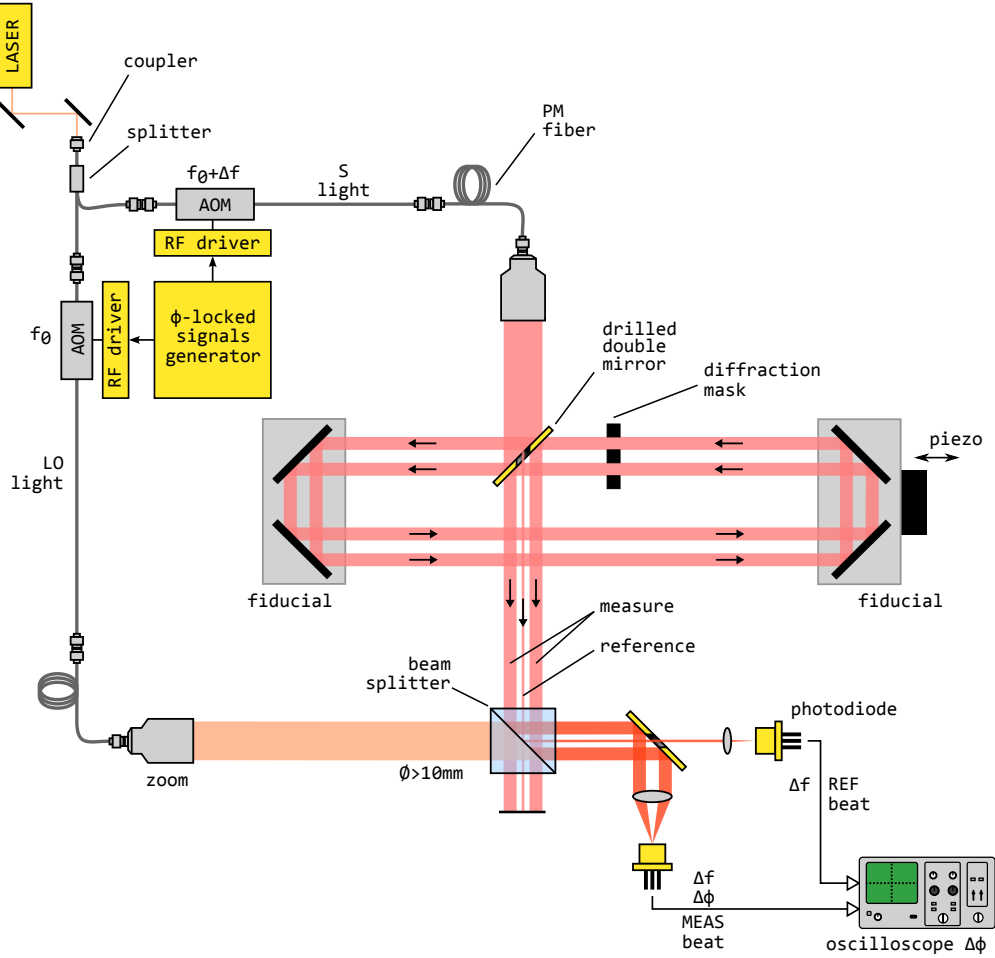 LASER
coupler
splitter
PM
fiber
f0+Δf
S
light
AOM
RF driver
f0
AOM
RF driver
ϕ-locked
signals
generator
drilled
double
mirror
diffraction
mask
piezo
LO
light
fiducial
fiducial
measure
reference
beam
splitter
photodiode
zoom
Ø>10mm
Δf
REF
beat
Δf
Δϕ
MEAS
beat
oscilloscope Δϕ